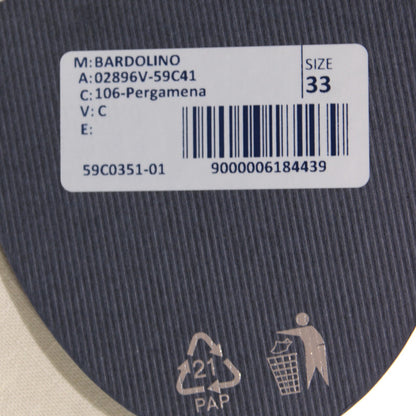 M: BARDOLINO
A: 02896V-59C41
C: 106-Pergamena
V: C
E:
SIZE
33
59C0351-01
9000006184439
21
PAP